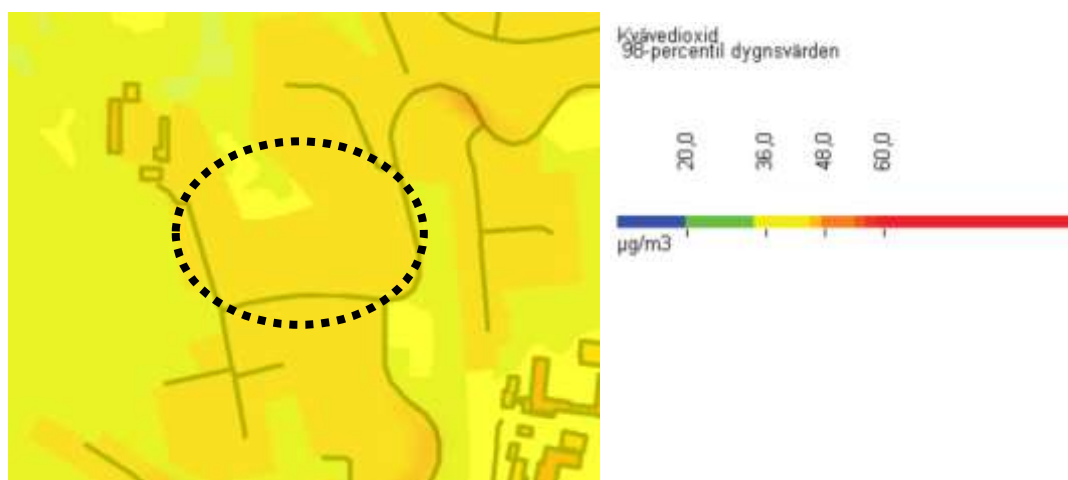 Kvävedioxid
98-percentil dygnsvärden
20,0
36,0
48,0
60,0
µg/m3